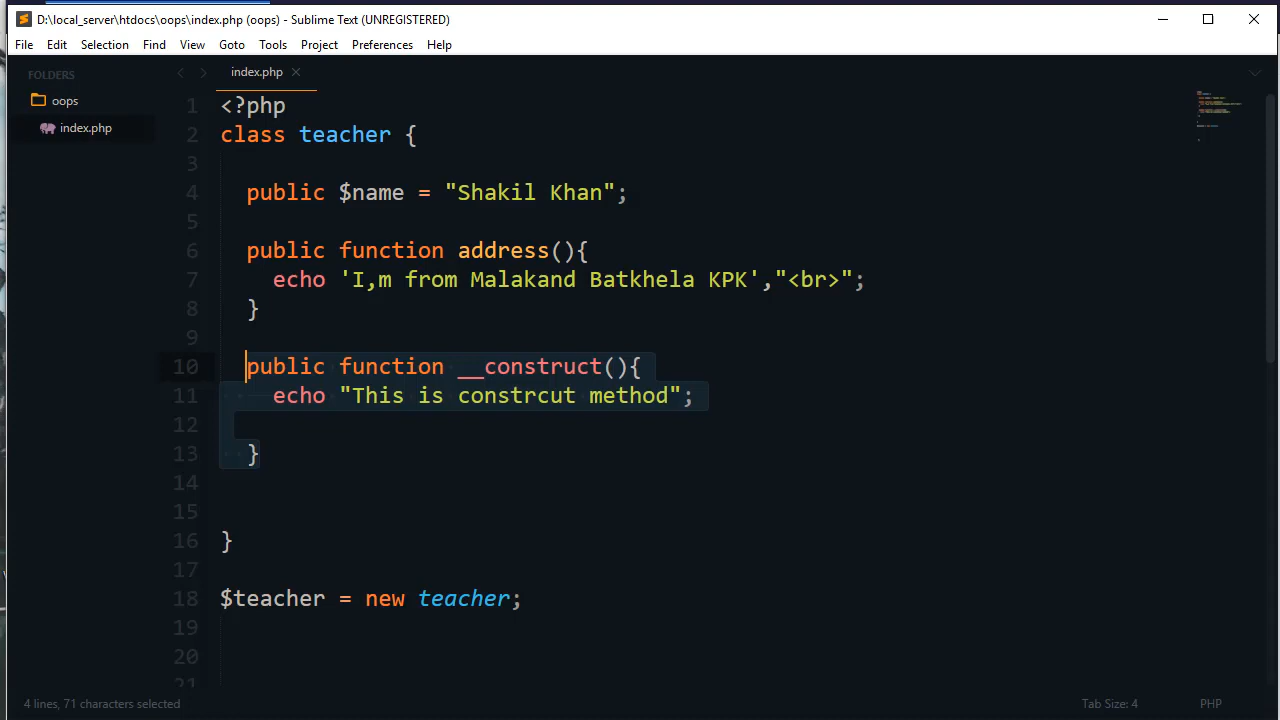 D:\local_server\htdocs\oops\index.php (oops) - Sublime Text (UNREGISTERED)
File Edit Selection Find View Goto Tools Project Preferences Help
FOLDERS
oops
index.php
index.php
1 <?php
2 class teacher {
3
4 public $name = "Shakil Khan";
5
6 public function address(){
7 echo 'I,m from Malakand Batkhela KPK',"<br>";
8 }
9
10 public function __construct(){
11 echo "This is constrcut method";
12
13 }
14
15
16 }
17
18 $teacher = new teacher;
19
20
21
4 lines, 71 characters selected
Tab Size: 4
PHP